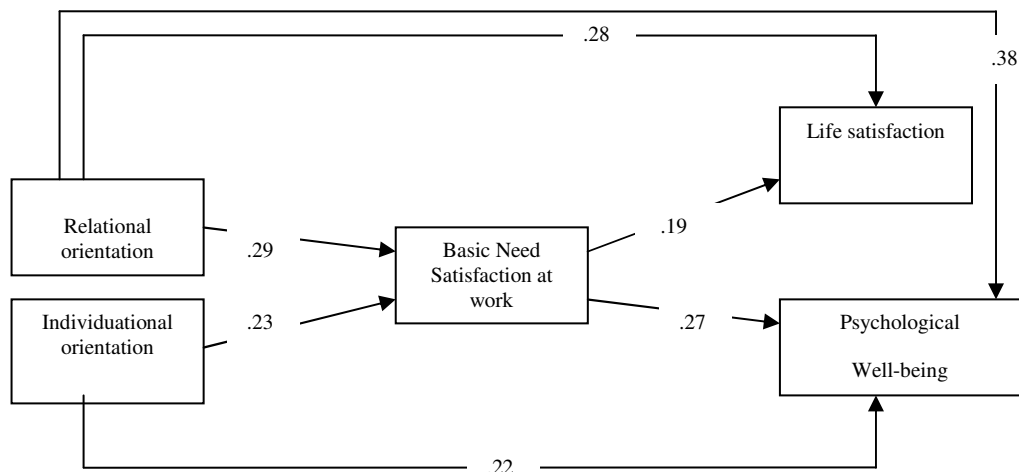 .28
.38
Life satisfaction
Relational
orientation
.29
.19
Basic Need
Satisfaction at
work
Individuational
orientation
.23
.27
Psychological
Well-being
.22